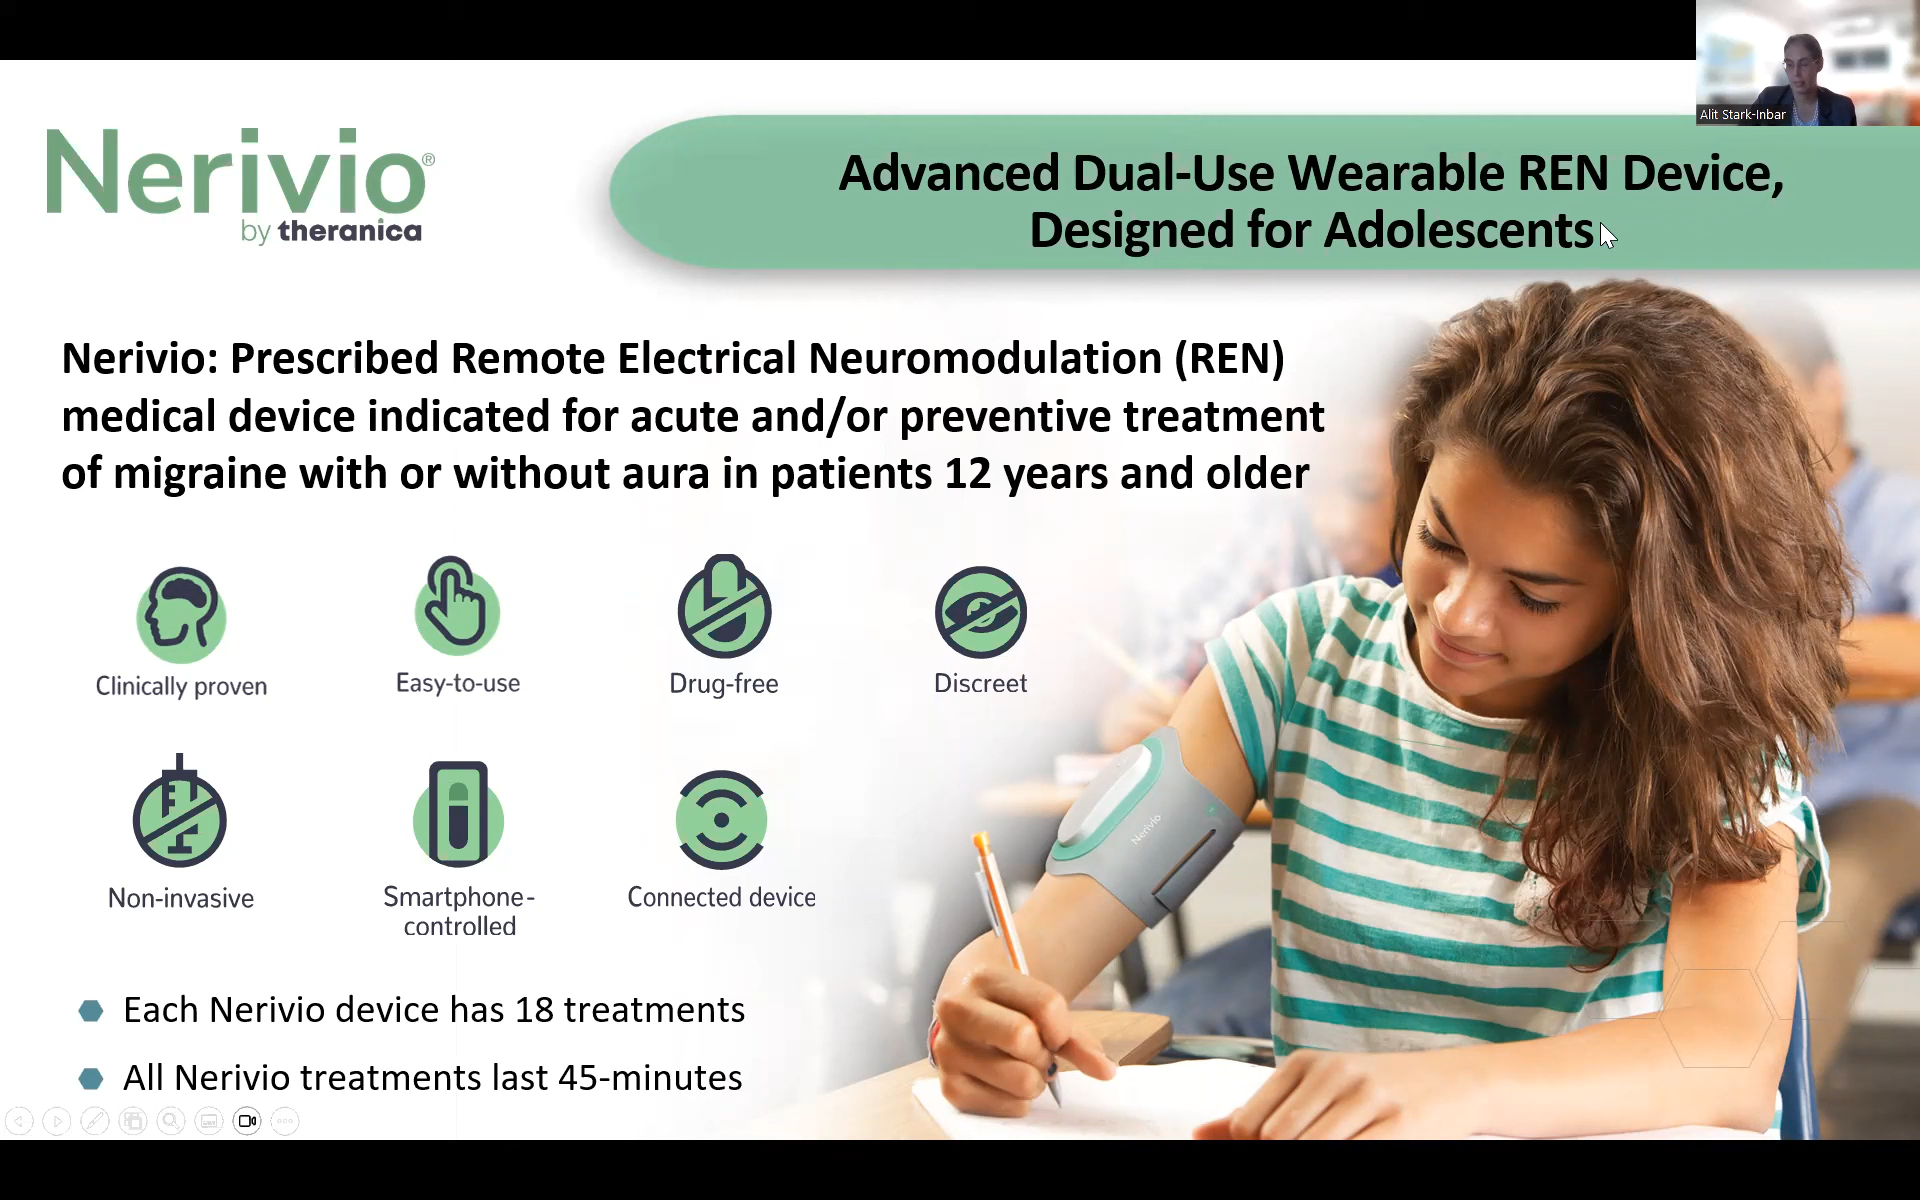 Alit Stark-Inbar
Nerivio®
by theranica
Advanced Dual-Use Wearable REN Device,
Designed for Adolescents
Nerivio: Prescribed Remote Electrical Neuromodulation (REN)
medical device indicated for acute and/or preventive treatment
of migraine with or without aura in patients 12 years and older
Clinically proven
Easy-to-use
Drug-free
Discreet
Non-invasive
Smartphone-
controlled
Connected device
Nerivio
Each Nerivio device has 18 treatments
All Nerivio treatments last 45-minutes